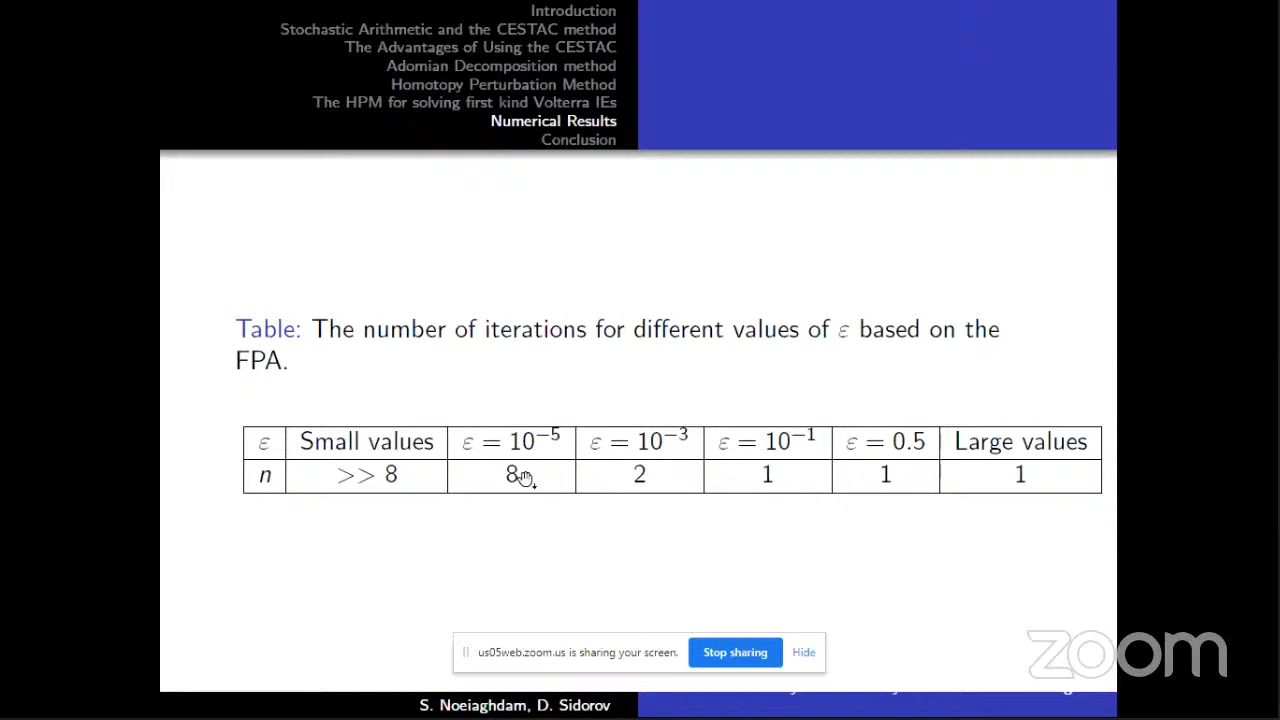 Introduction
Stochastic Arithmetic and the CESTAC method
The Advantages of Using the CESTAC
Adomian Decomposition method
Homotopy Perturbation Method
The HPM for solving first kind Volterra IEs
Numerical Results
Conclusion
Table: The number of iterations for different values of ε based on the
FPA.
ε Small values ε = 10⁻⁵ ε = 10⁻³ ε = 10⁻¹ ε = 0.5 Large values
n >> 8 8 2 1 1 1
us05web.zoom.us is sharing your screen. Stop sharing Hide
zoom
S. Noeiaghdam, D. Sidorov